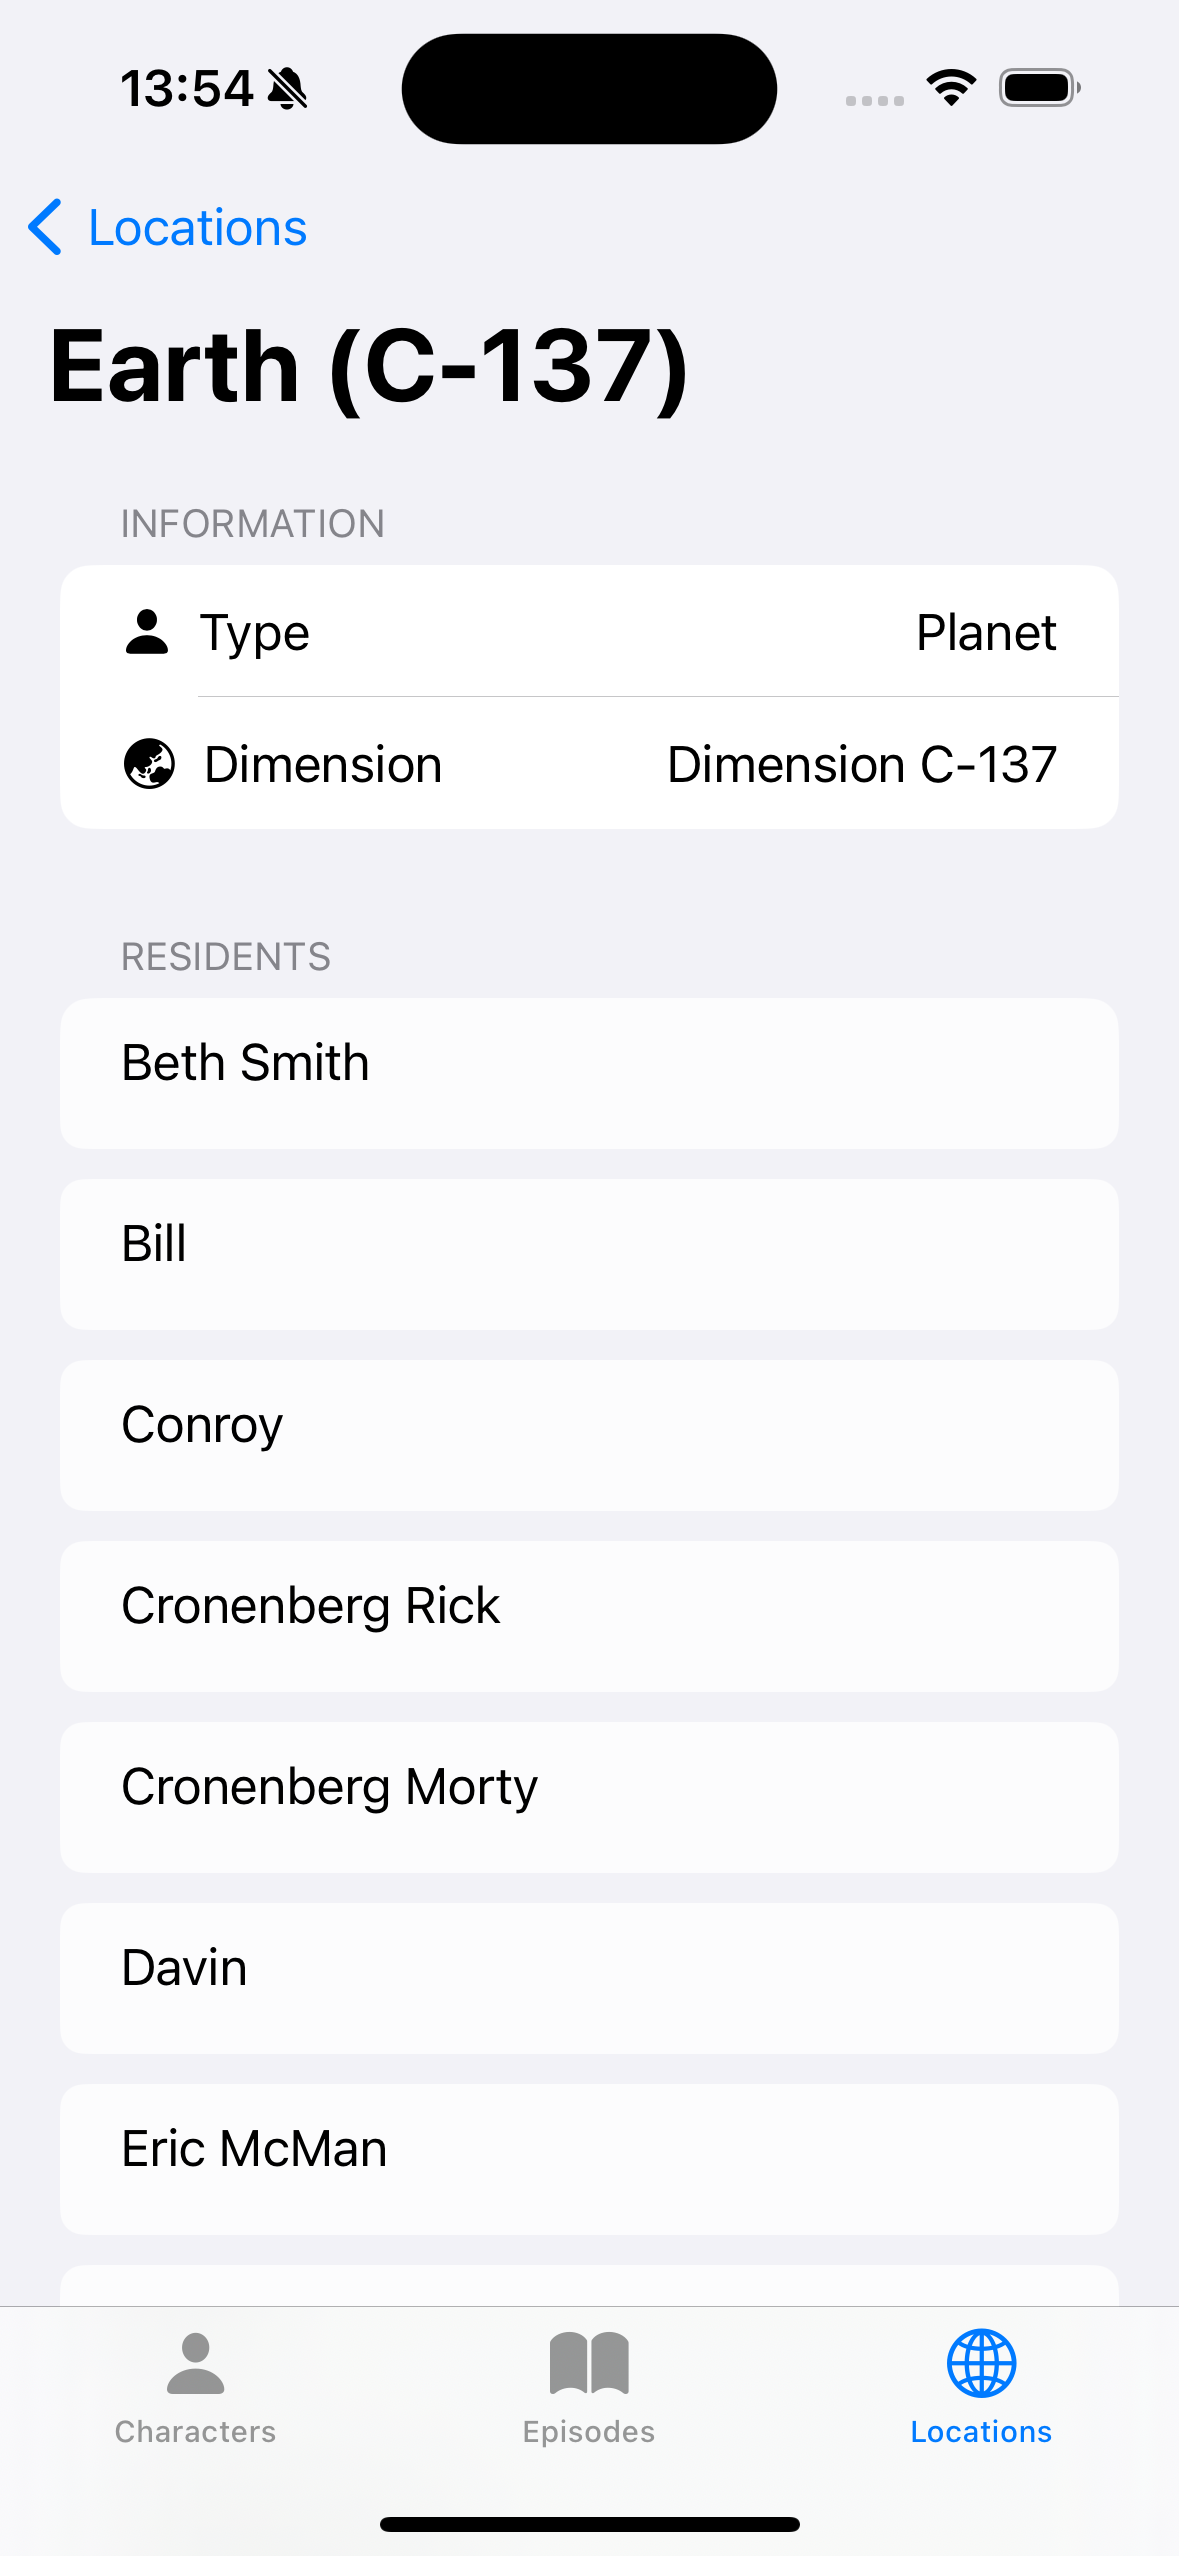 13:54
Locations
Earth (C-137)
INFORMATION
Type Planet
Dimension Dimension C-137
RESIDENTS
Beth Smith
Bill
Conroy
Cronenberg Rick
Cronenberg Morty
Davin
Eric McMan
Characters Episodes Locations